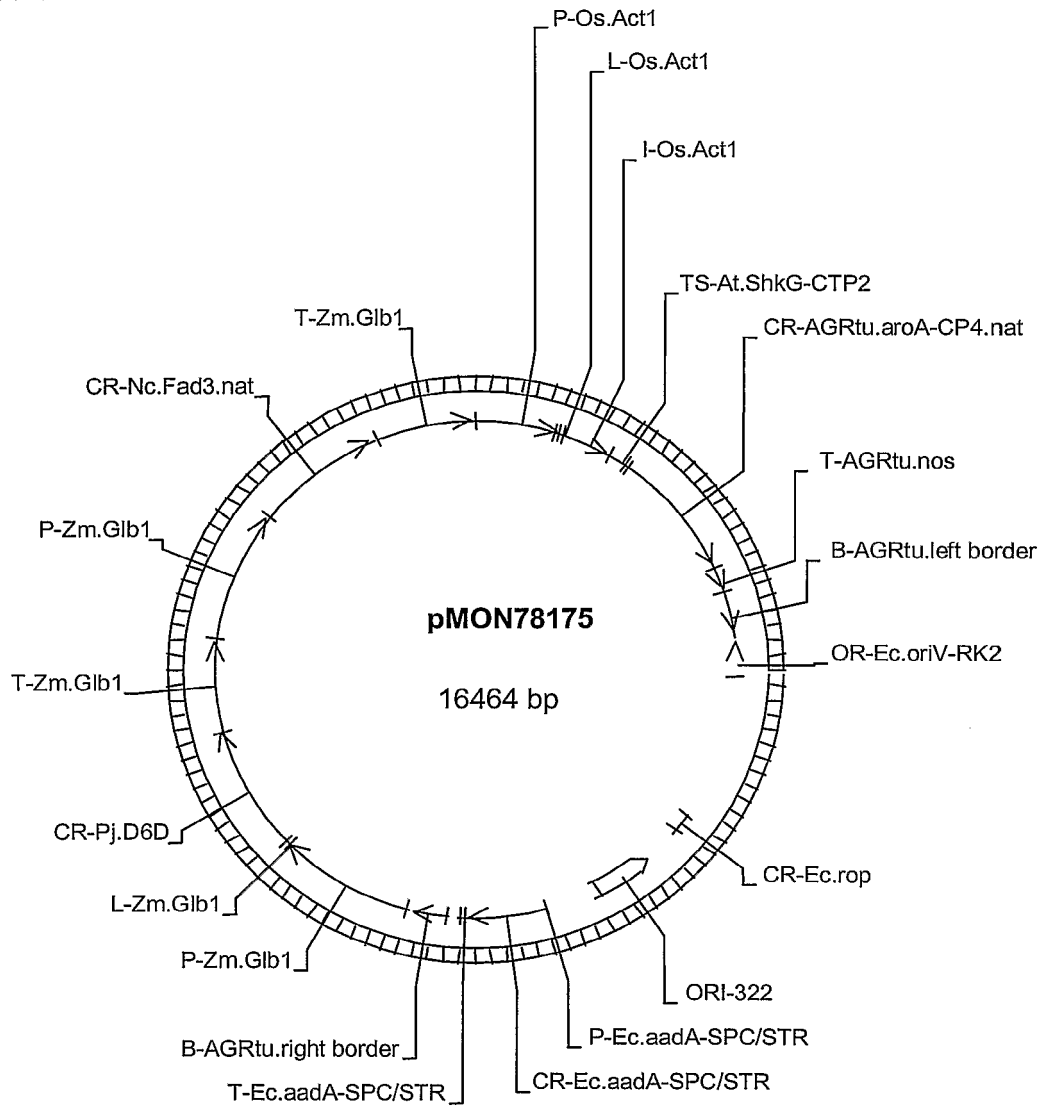 P-Os.Act1
L-Os.Act1
I-Os.Act1
TS-At.ShkG-CTP2
T-Zm.Glb1
CR-AGRtu.aroA-CP4.nat
CR-Nc.Fad3.nat
T-AGRtu.nos
P-Zm.Glb1
B-AGRtu.left border
pMON78175
OR-Ec.oriV-RK2
T-Zm.Glb1
16464 bp
CR-Pj.D6D
CR-Ec.rop
L-Zm.Glb1
P-Zm.Glb1
ORI-322
P-Ec.aadA-SPC/STR
B-AGRtu.right border
CR-Ec.aadA-SPC/STR
T-Ec.aadA-SPC/STR